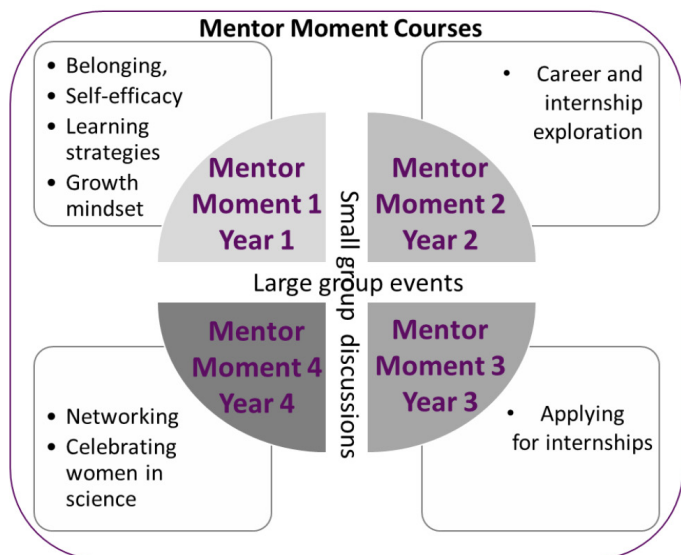 Mentor Moment Courses
• Belonging,
• Self-efficacy
• Learning
strategies
• Growth
mindset
• Career and
internship
exploration
Mentor
Moment 1
Year 1
Mentor
Moment 2
Year 2
Small group discussions
Large group events
Mentor
Moment 4
Year 4
Mentor
Moment 3
Year 3
• Networking
• Celebrating
women in
science
• Applying
for internships